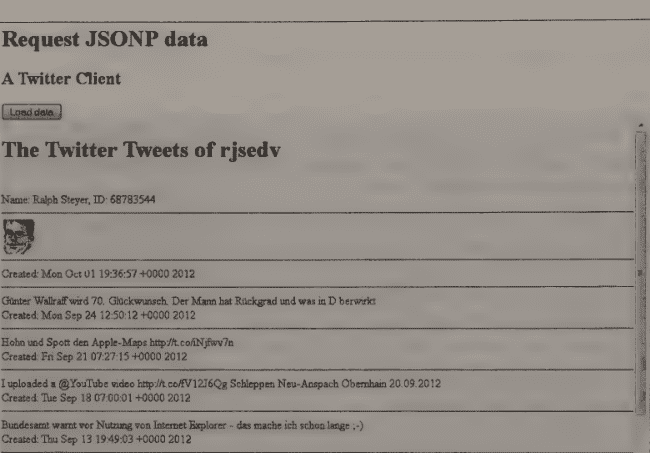 Request JSONP data
A Twitter Client
Load data
The Twitter Tweets of rjsedv
Name: Ralph Steyer, ID: 68783544
Created: Mon Oct 01 19:36:57 +0000 2012
Günter Wallraff wird 70. Glückwunsch. Der Mann hat Rückgrad und was in D
Created: Mon Sep 24 12:50:12 +0000 2012
Hohn und Spott den Apple-Maps
Created: Fri Sep 21 07:27:15 +0000 2012
I uploaded a @YouTube video http://t.co/fV12J6Qg Schleppen Neu-Anspach Obernhain 20.09.2012
Created: Tue Sep 18 07:00:01 +0000 2012
Bundesamt warnt vor Nutzung von Internet Explorer - das mache ich schon lange ;-)
Created: Thu Sep 13 19:49:03 +0000 2012